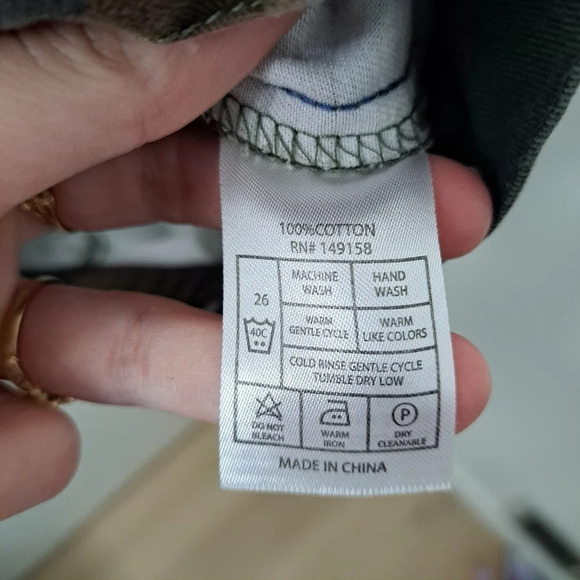 100%COTTON
RN# 149158
26
40C
MACHINE
WASH
HAND
WASH
WARM
GENTLE CYCLE
WARM
LIKE COLORS
COLD RINSE GENTLE CYCLE
TUMBLE DRY LOW
DO NOT
BLEACH
WARM
IRON
P
DRY
CLEANABLE
MADE IN CHINA